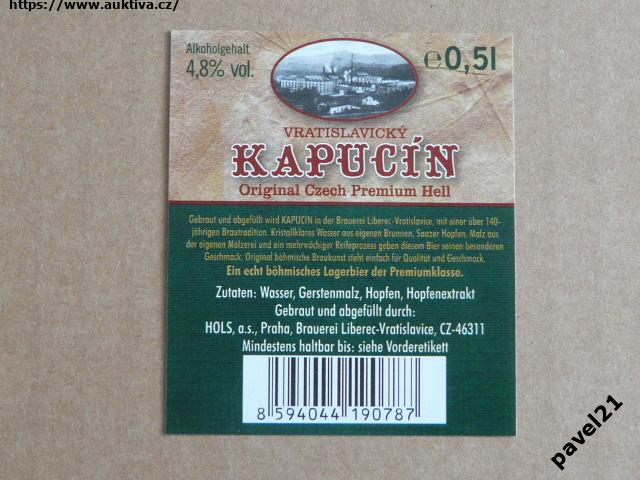 https://www.auktiva.cz/
Alkoholgehalt
4,8% vol.
℮0,5l
VRATISLAVICKÝ
KAPUCÍN
Original Czech Premium Hell
Gebraut und abgefüllt wird KAPUCIN in der Brauerei Liberec-Vratislavice, mit einer über 140-
jährigen Brautradition. Kristallklares Wasser aus eigenen Brunnen, Saazer Hopfen, Malz aus
der eigenen Mälzerei und ein mehrwöchiger Reifeprozess geben diesem Bier seinen besonderen
Geschmack. Original böhmische Braukunst steht einfach für Qualität und Geschmack.
Ein echt böhmisches Lagerbier der Premiumklasse.
Zutaten: Wasser, Gerstenmalz, Hopfen, Hopfenextrakt
Gebraut und abgefüllt durch:
HOLS, a.s., Praha, Brauerei Liberec-Vratislavice, CZ-46311
Mindestens haltbar bis: siehe Vorderetikett
8 594044 190787
pavel21